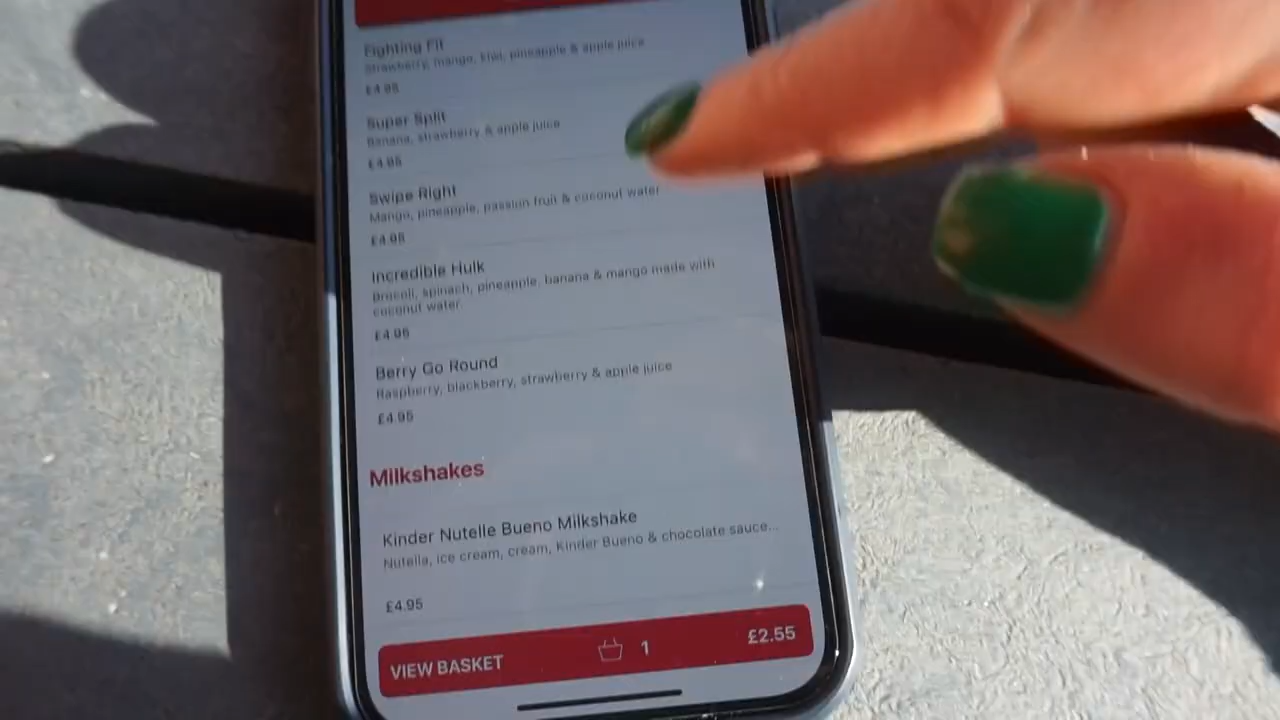 Fighting Fit
Strawberry, mango, kiwi, pineapple & apple juice
£4.95
Super Split
Banana, strawberry & apple juice
£4.95
Swipe Right
Mango, pineapple, passion fruit & coconut water
£4.95
Incredible Hulk
Brocoli, spinach, pineapple, banana & mango made with
coconut water.
£4.95
Berry Go Round
Raspberry, blackberry, strawberry & apple juice
£4.95
Milkshakes
Kinder Nutelle Bueno Milkshake
Nutella, ice cream, cream, Kinder Bueno & chocolate sauce...
£4.95
VIEW BASKET 1 £2.55